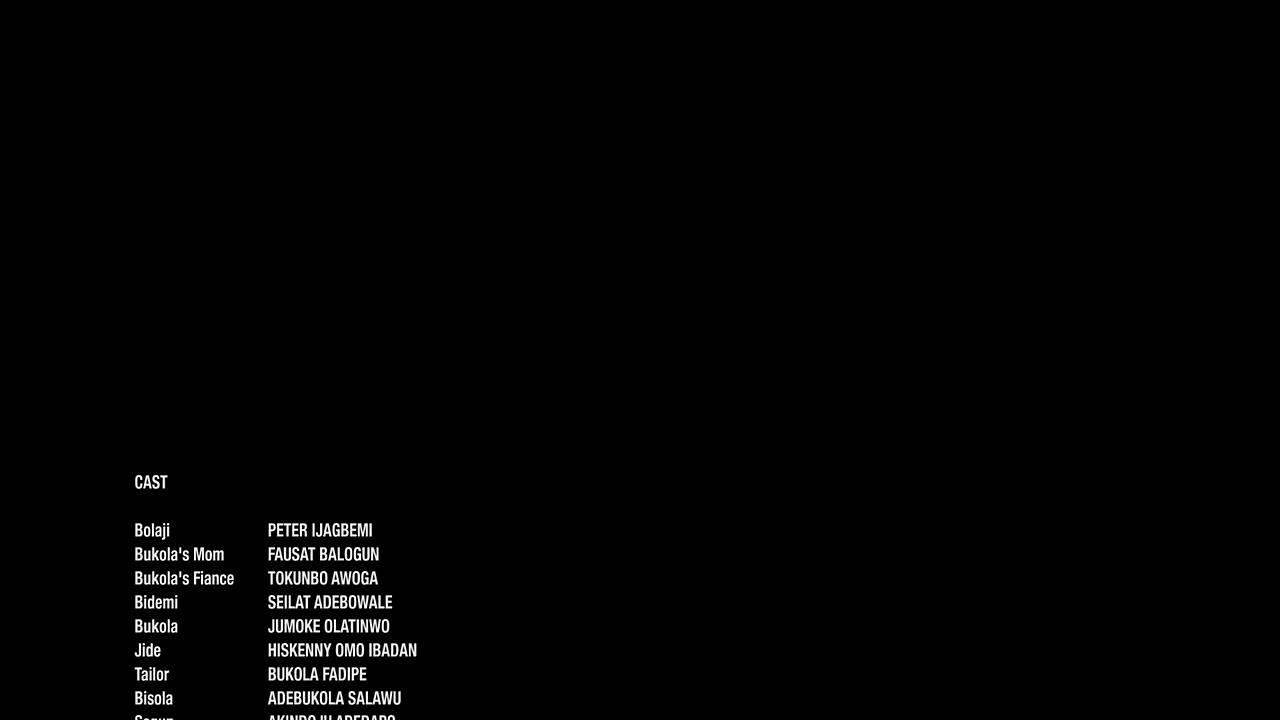 CAST
Bolaji PETER IJAGBEMI
Bukola's Mom FAUSAT BALOGUN
Bukola's Fiance TOKUNBO AWOGA
Bidemi SEILAT ADEBOWALE
Bukola JUMOKE OLATINWO
Jide HISKENNY OMO IBADAN
Tailor BUKOLA FADIPE
Bisola ADEBUKOLA SALAWU